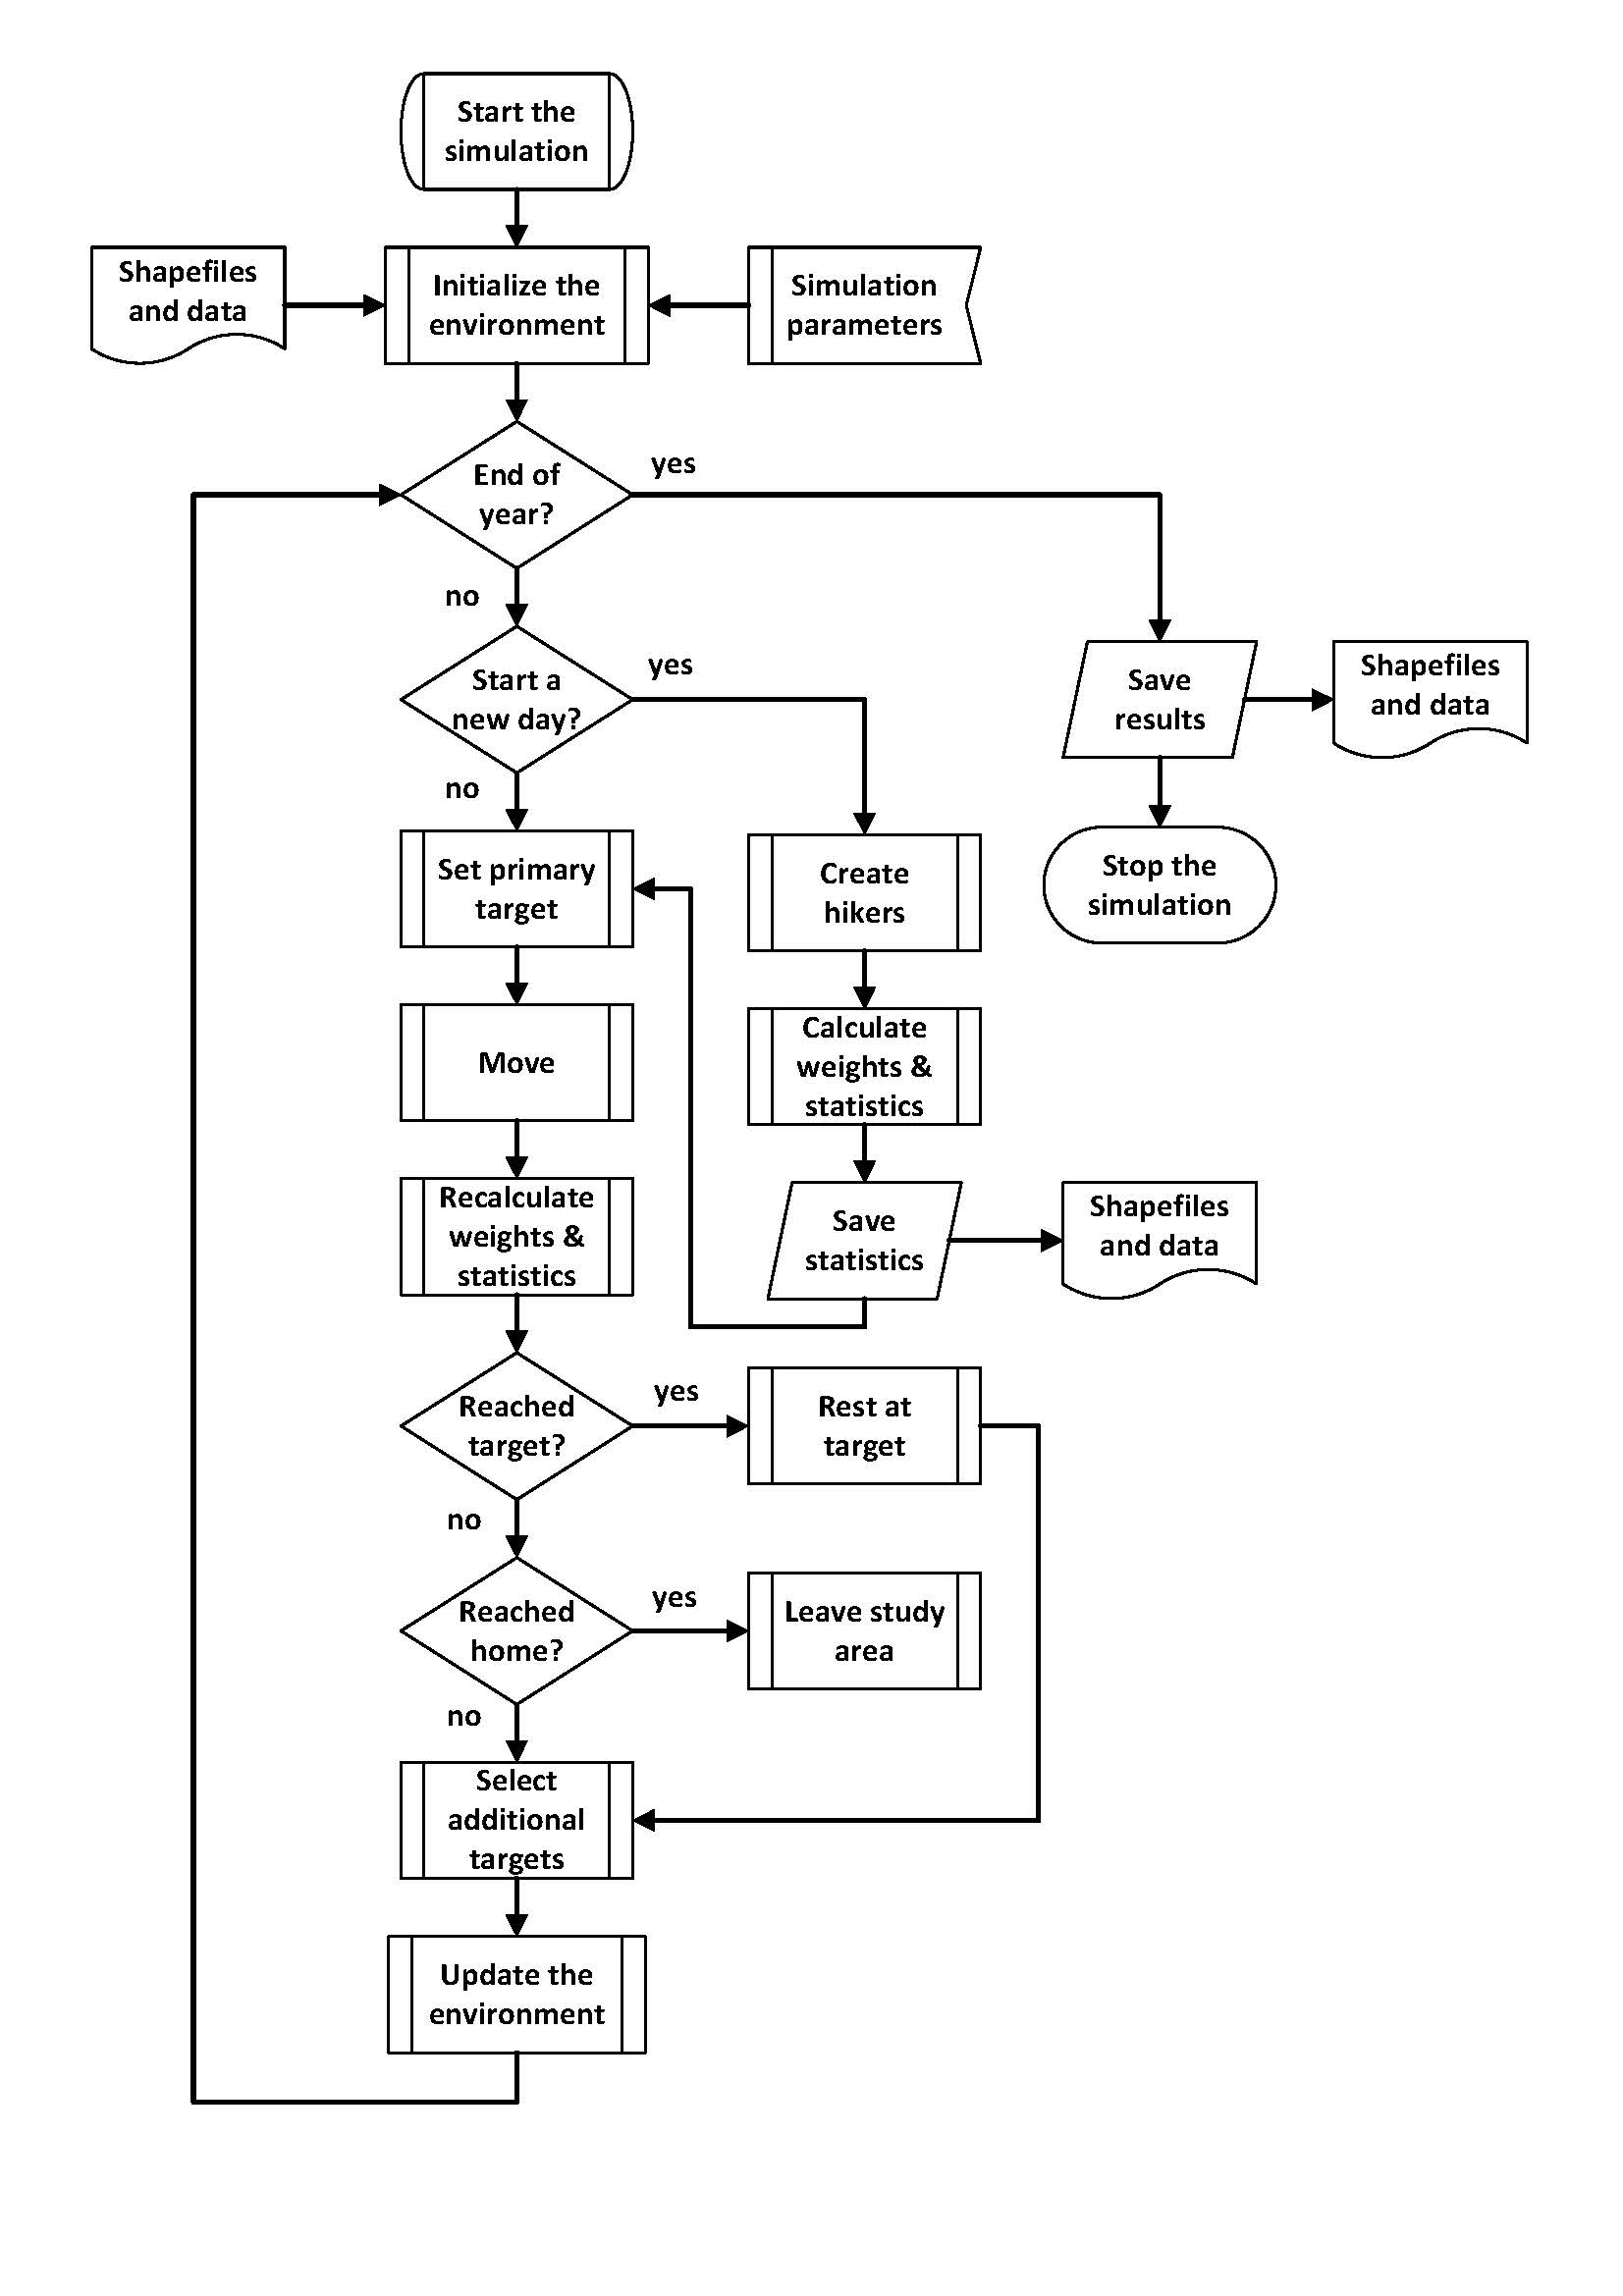 Start the
simulation
Shapefiles
and data
Initialize the
environment
Simulation
parameters
End of
year?
yes
no
Start a
new day?
yes
no
Save
results
Shapefiles
and data
Set primary
target
Create
hikers
Stop the
simulation
Move
Calculate
weights &
statistics
Recalculate
weights &
statistics
Save
statistics
Shapefiles
and data
Reached
target?
yes
no
Rest at
target
Reached
home?
yes
no
Leave study
area
Select
additional
targets
Update the
environment